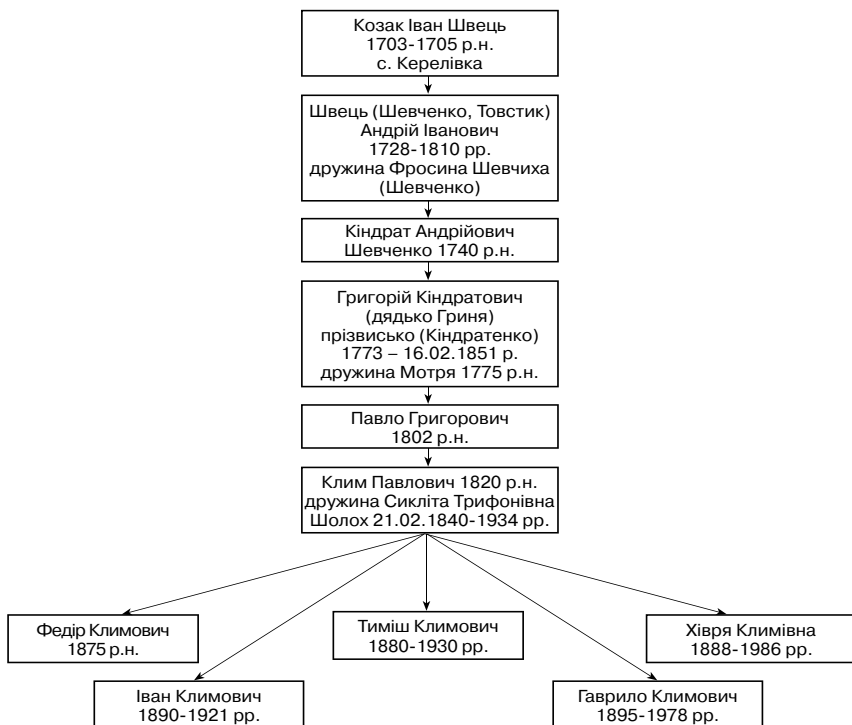 Козак Іван Швець
1703-1705 р.н.
с. Керелівка
Швець (Шевченко, Товстик)
Андрій Іванович
1728-1810 рр.
дружина Фросина Шевчиха
(Шевченко)
Кіндрат Андрійович
Шевченко 1740 р.н.
Григорій Кіндратович
(дядько Гриня)
прізвисько (Кіндратенко)
1773 – 16.02.1851 р.
дружина Мотря 1775 р.н.
Павло Григорович
1802 р.н.
Клим Павлович 1820 р.н.
дружина Сикліта Трифонівна
Шолох 21.02.1840-1934 рр.
Федір Климович
1875 р.н.
Тиміш Климович
1880-1930 рр.
Хівря Климівна
1888-1986 рр.
Іван Климович
1890-1921 рр.
Гаврило Климович
1895-1978 рр.